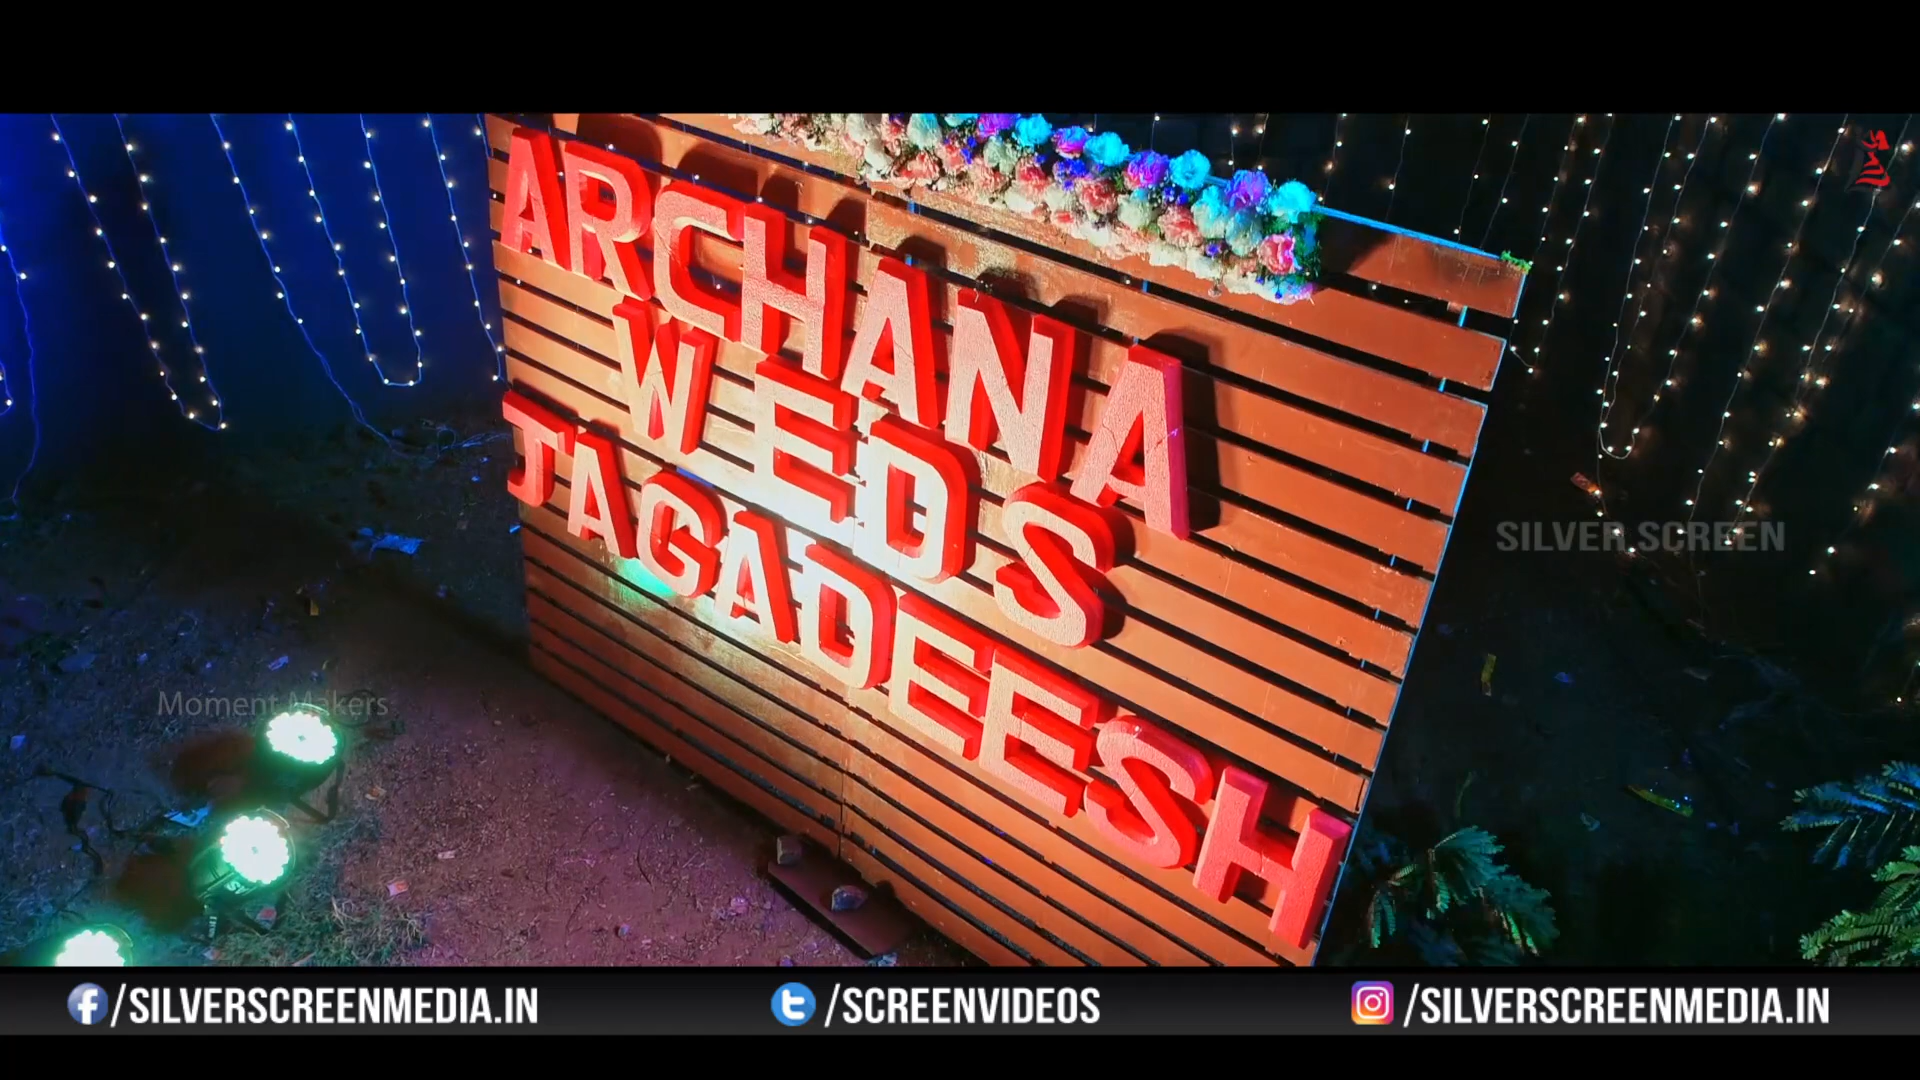 ARCHANA
WEDS
JAGADEESH
SILVER SCREEN
Moment Makers
/SILVERSCREENMEDIA.IN
/SCREENVIDEOS
/SILVERSCREENMEDIA.IN